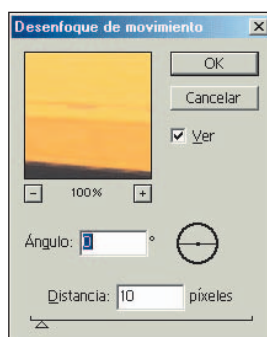 Desenfoque de movimiento
OK
Cancelar
Ver
100%
Ángulo: 0 °
Distancia: 10 píxeles